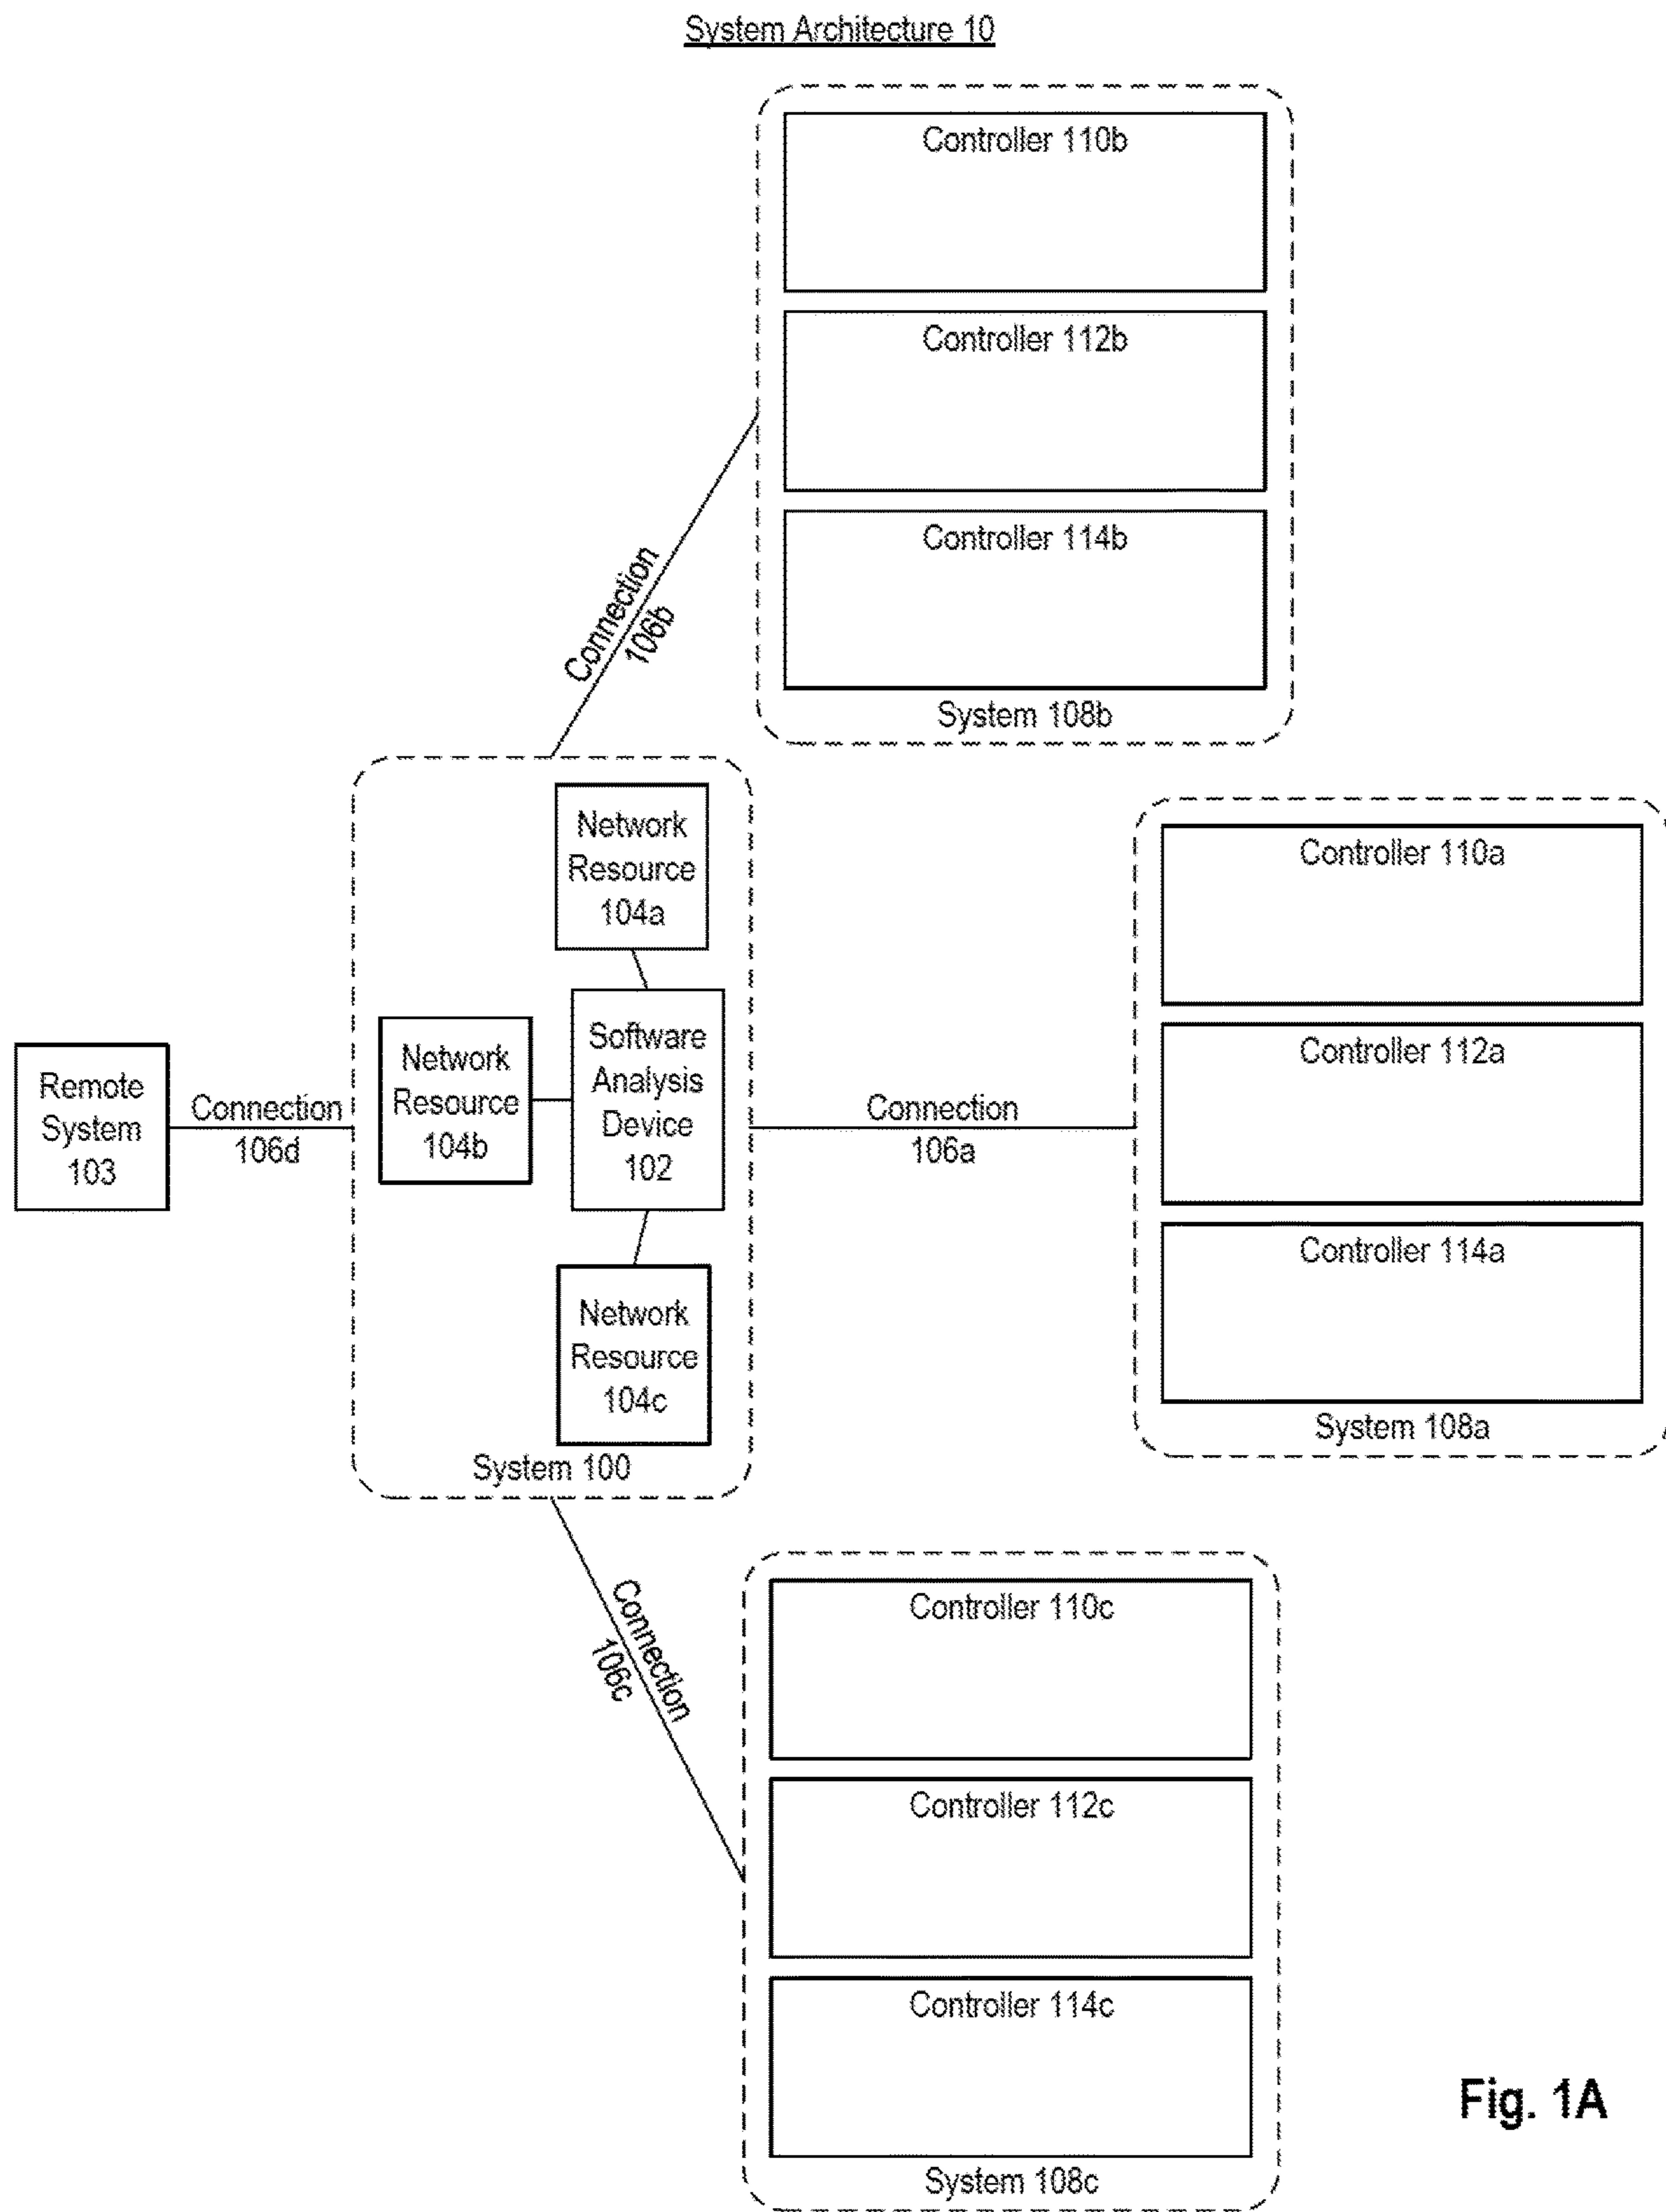 System Architecture 10
Controller 110b
Controller 112b
Controller 114b
System 108b
Connection
106b
Network
Resource
104a
Network
Resource
104b
Software
Analysis
Device
102
Network
Resource
104c
System 100
Remote
System
103
Connection
106d
Connection
106a
Controller 110a
Controller 112a
Controller 114a
System 108a
Connection
106c
Controller 110c
Controller 112c
Controller 114c
System 108c
Fig. 1A